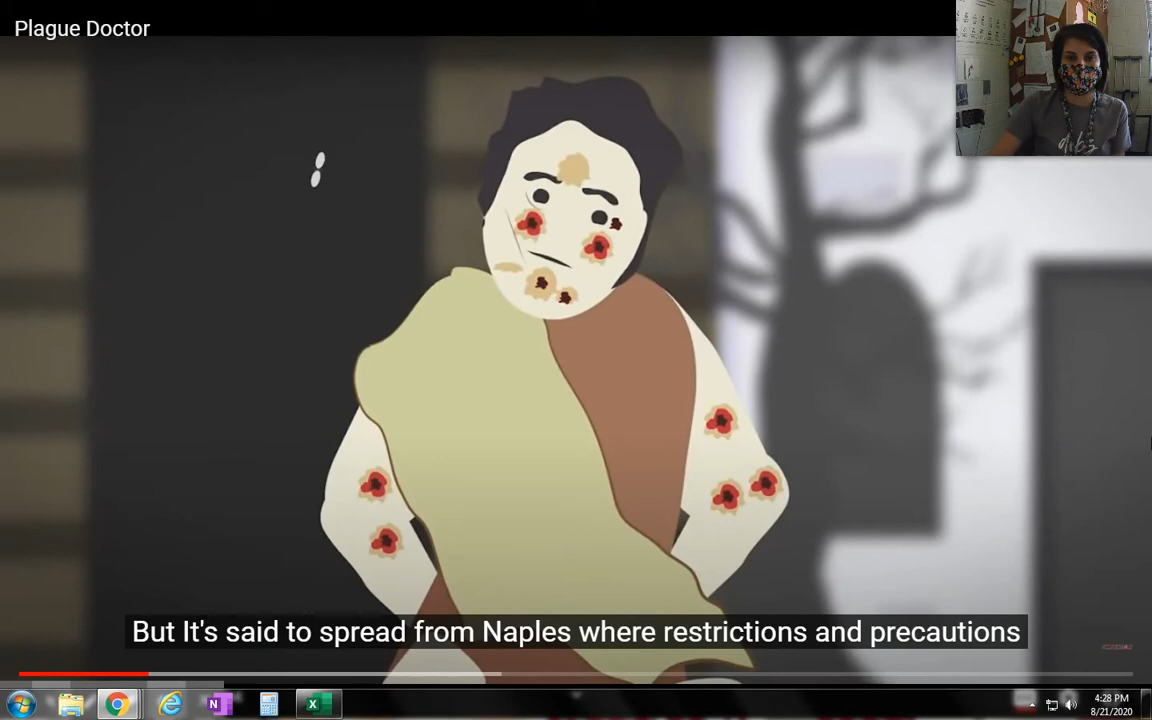 Plague Doctor
But It's said to spread from Naples where restrictions and precautions
4:28 PM
8/21/2020